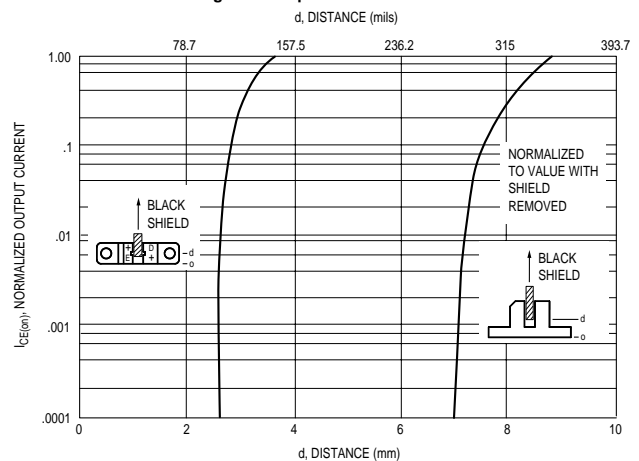 d, DISTANCE (mils)
78.7 157.5 236.2 315 393.7
1.00
.1
.01
.001
.0001
I_CE(on), NORMALIZED OUTPUT CURRENT
BLACK
SHIELD
+ D
E +
d
o
NORMALIZED
TO VALUE WITH
SHIELD
REMOVED
BLACK
SHIELD
d
o
0 2 4 6 8 10
d, DISTANCE (mm)